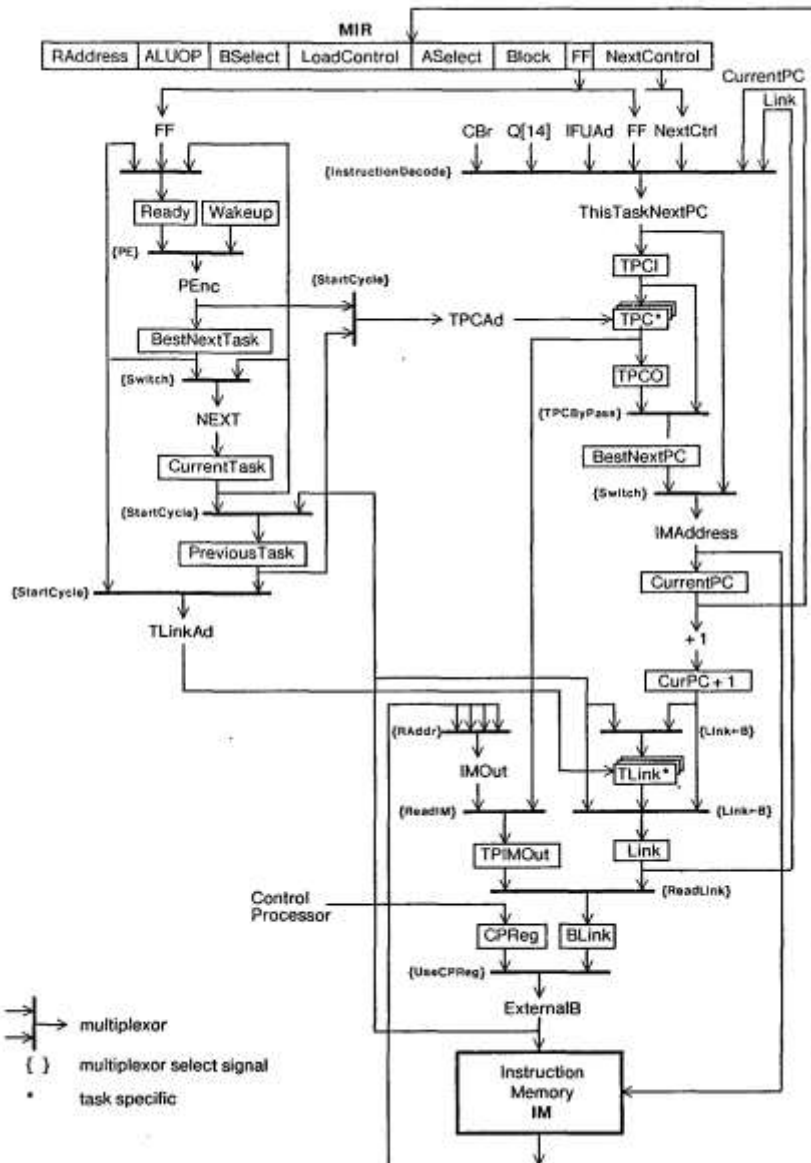 MIR
RAddress ALUOP BSelect LoadControl ASelect Block FF NextControl
CurrentPC
Link
FF
CBr Q[14] IFUAd FF NextCtrl
{InstructionDecode}
Ready Wakeup
ThisTaskNextPC
{PE}
PEnc
{StartCycle}
TPCI
TPCAd
TPC*
BestNextTask
TPCO
{Switch}
{TPCByPass}
NEXT
BestNextPC
CurrentTask
{Switch}
{StartCycle}
IMAddress
PreviousTask
CurrentPC
{StartCycle}
TLinkAd
+ 1
CurPC + 1
{RAddr}
{Link←B}
IMOut
TLink*
{ReadIM}
{Link←B}
TPIMOut
Link
{ReadLink}
Control
Processor
CPReg BLink
{UseCPReg}
ExternalB
multiplexor
{ } multiplexor select signal
* task specific
Instruction
Memory
IM